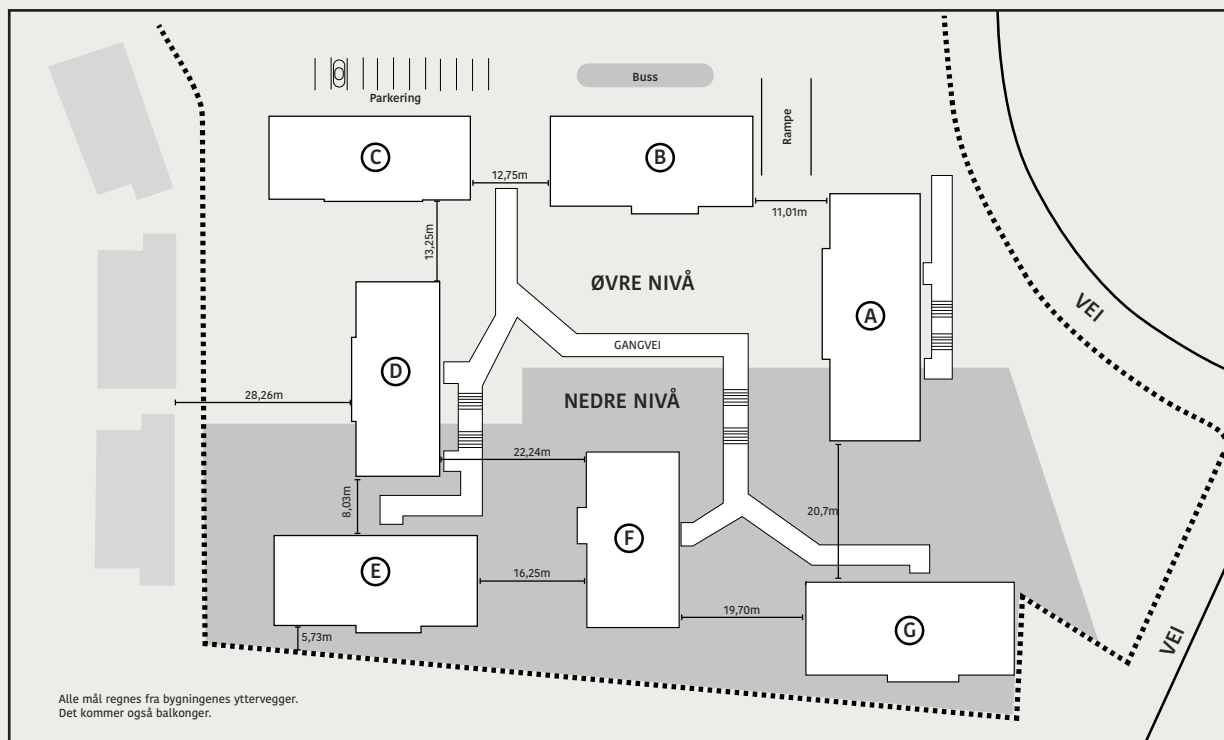 Parkering
Buss
Rampe
C
B
12,75m
11,01m
13,25m
ØVRE NIVÅ
A
VEI
GANGVEI
D
28,26m
NEDRE NIVÅ
22,24m
8,03m
20,7m
F
E
16,25m
19,70m
G
5,73m
VEI
Alle mål regnes fra bygningenes yttervegger.
Det kommer også balkonger.